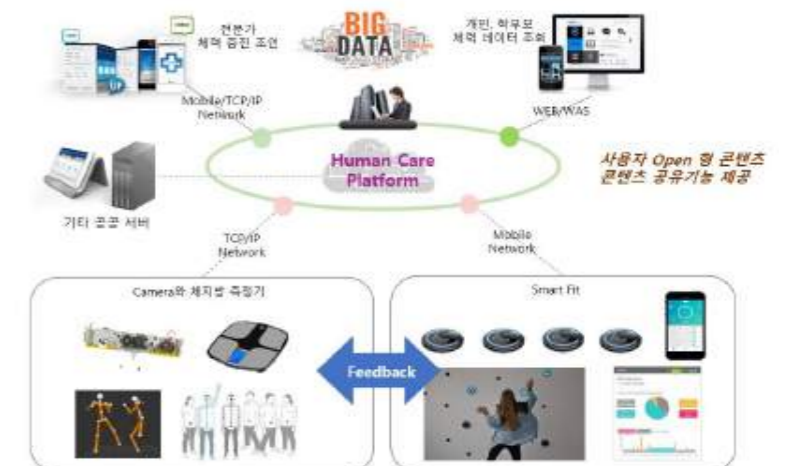 전문가
체력 증진 조언
BIG
DATA
개인, 학부모
체력 데이터 조회
Mobile/TCP/IP
Network
WEB/WAS
Human Care
Platform
사용자 Open 형 콘텐츠
콘텐츠 공유기능 제공
기타 공공 서버
TCP/IP
Network
Mobile
Network
Camera와 체지방 측정기
Smart Fit
Feedback